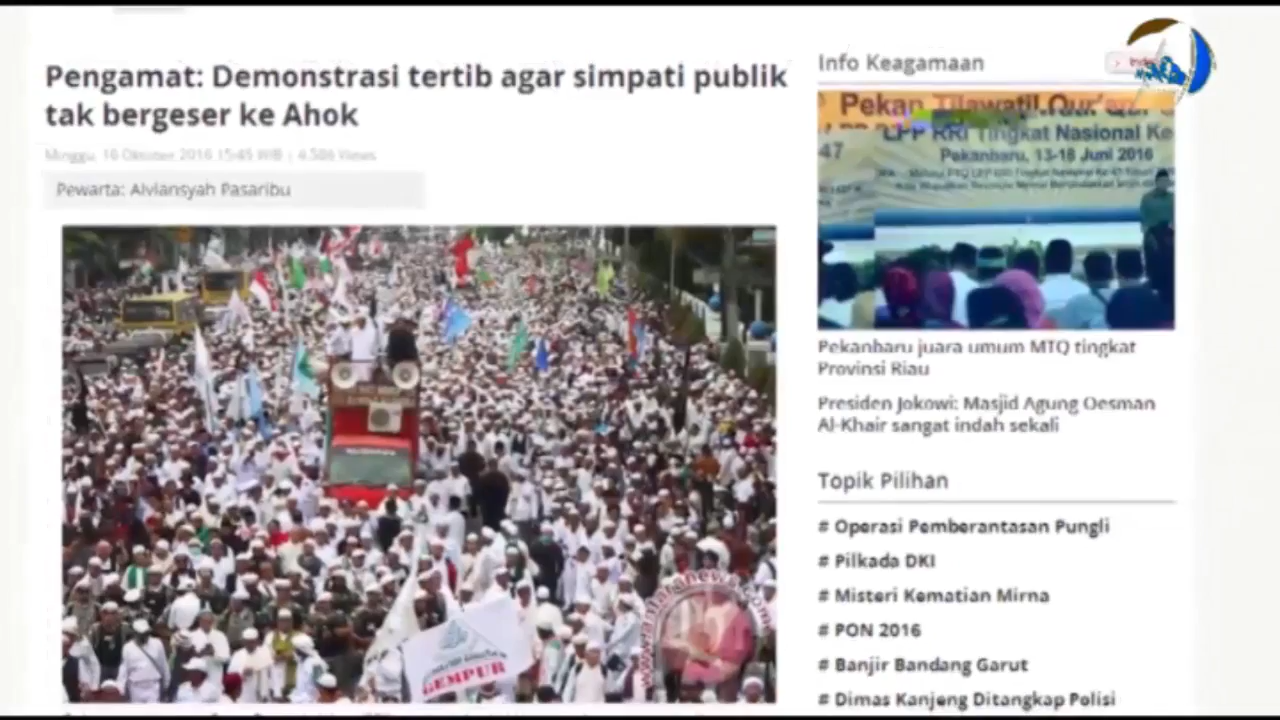 Pengamat: Demonstrasi tertib agar simpati publik
tak bergeser ke Ahok
Minggu, 16 Oktober 2016 15:45 WIB | 4.586 Views
Pewarta: Alviansyah Pasaribu
GEMPUR
www.antaranews.com
Info Keagamaan
Pekan Tilawatil Qur'an
LPP RRI Tingkat Nasional Ke
47
Pekanbaru, 13-18 Juni 2016
Pekanbaru juara umum MTQ tingkat
Provinsi Riau
Presiden Jokowi: Masjid Agung Oesman
Al-Khair sangat indah sekali
Topik Pilihan
# Operasi Pemberantasan Pungli
# Pilkada DKI
# Misteri Kematian Mirna
# PON 2016
# Banjir Bandang Garut
# Dimas Kanjeng Ditangkap Polisi